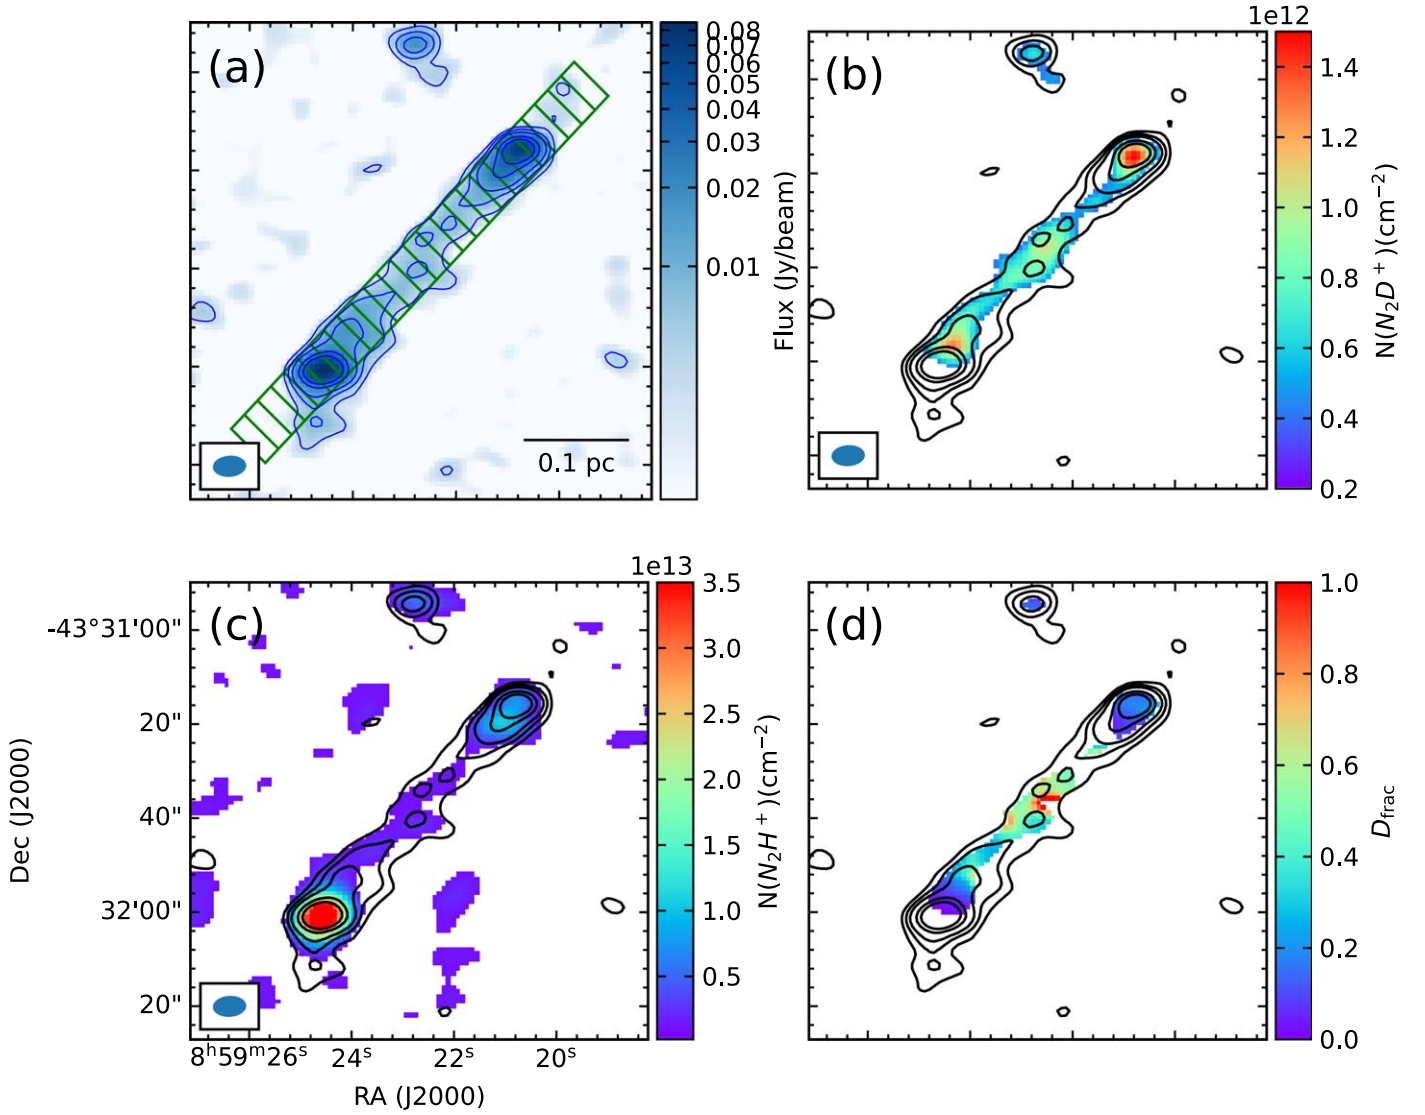 (a)
0.1 pc
0.08
0.07
0.06
0.05
0.04
0.03
0.02
0.01
Flux (Jy/beam)
(b)
1e12
1.4
1.2
1.0
0.8
0.6
0.4
0.2
N(N₂D⁺)(cm⁻²)
(c)
-43°31'00"
20"
40"
32'00"
20"
Dec (J2000)
8ʰ59ᵐ26ˢ
24ˢ
22ˢ
20ˢ
RA (J2000)
1e13
3.5
3.0
2.5
2.0
1.5
1.0
0.5
N(N₂H⁺)(cm⁻²)
(d)
1.0
0.8
0.6
0.4
0.2
0.0
D_frac